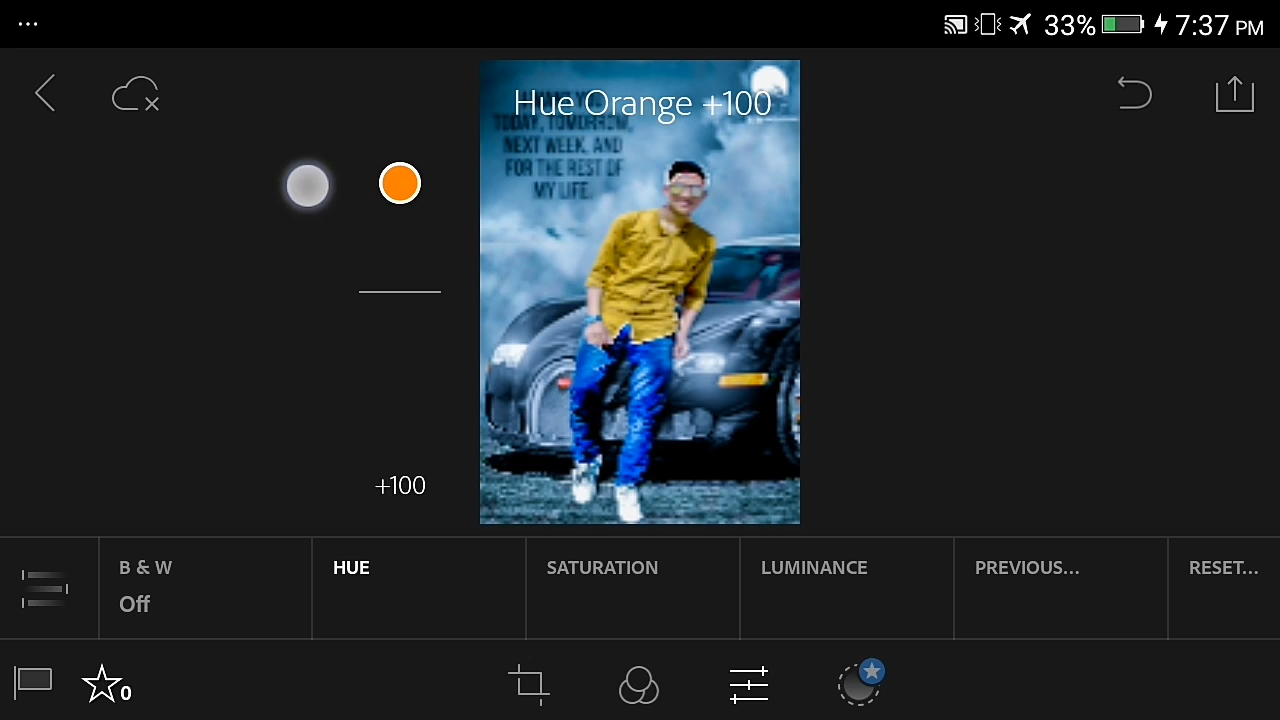 ...
33% 7:37 PM
Hue Orange +100
TODAY, TOMORROW,
NEXT WEEK, AND
FOR THE REST OF
MY LIFE.
+100
B & W
Off
HUE
SATURATION
LUMINANCE
PREVIOUS...
RESET...
0